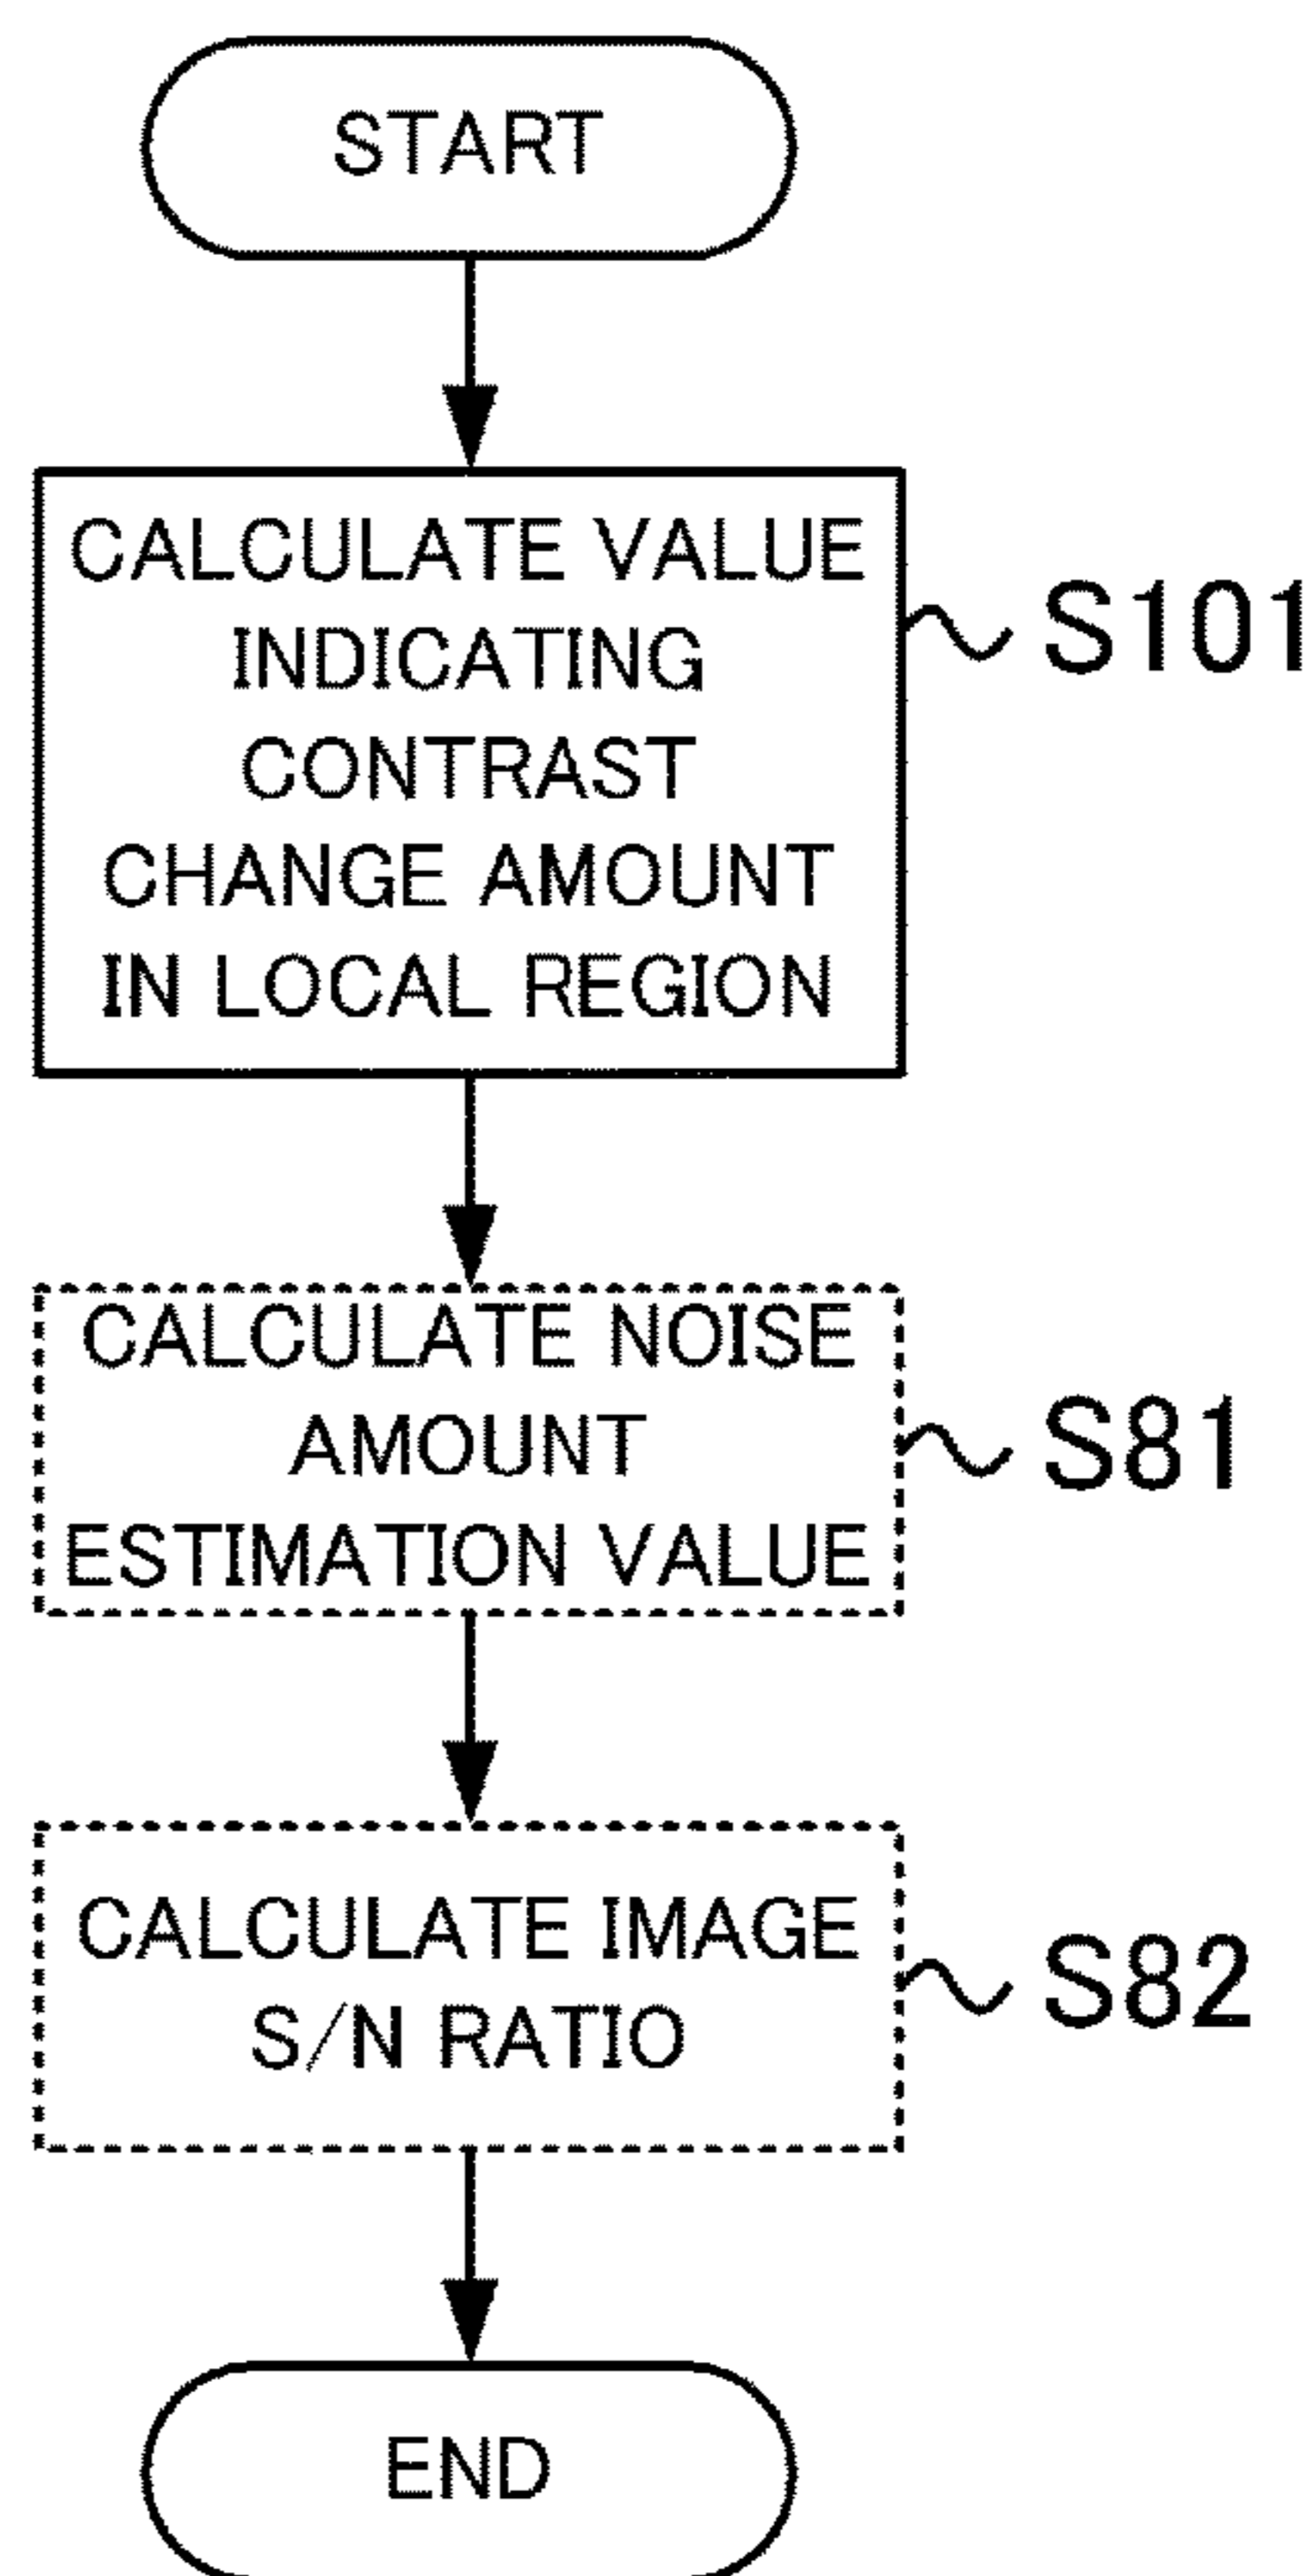 START
CALCULATE VALUE
INDICATING
CONTRAST
CHANGE AMOUNT
IN LOCAL REGION
S101
CALCULATE NOISE
AMOUNT
ESTIMATION VALUE
S81
CALCULATE IMAGE
S/N RATIO
S82
END